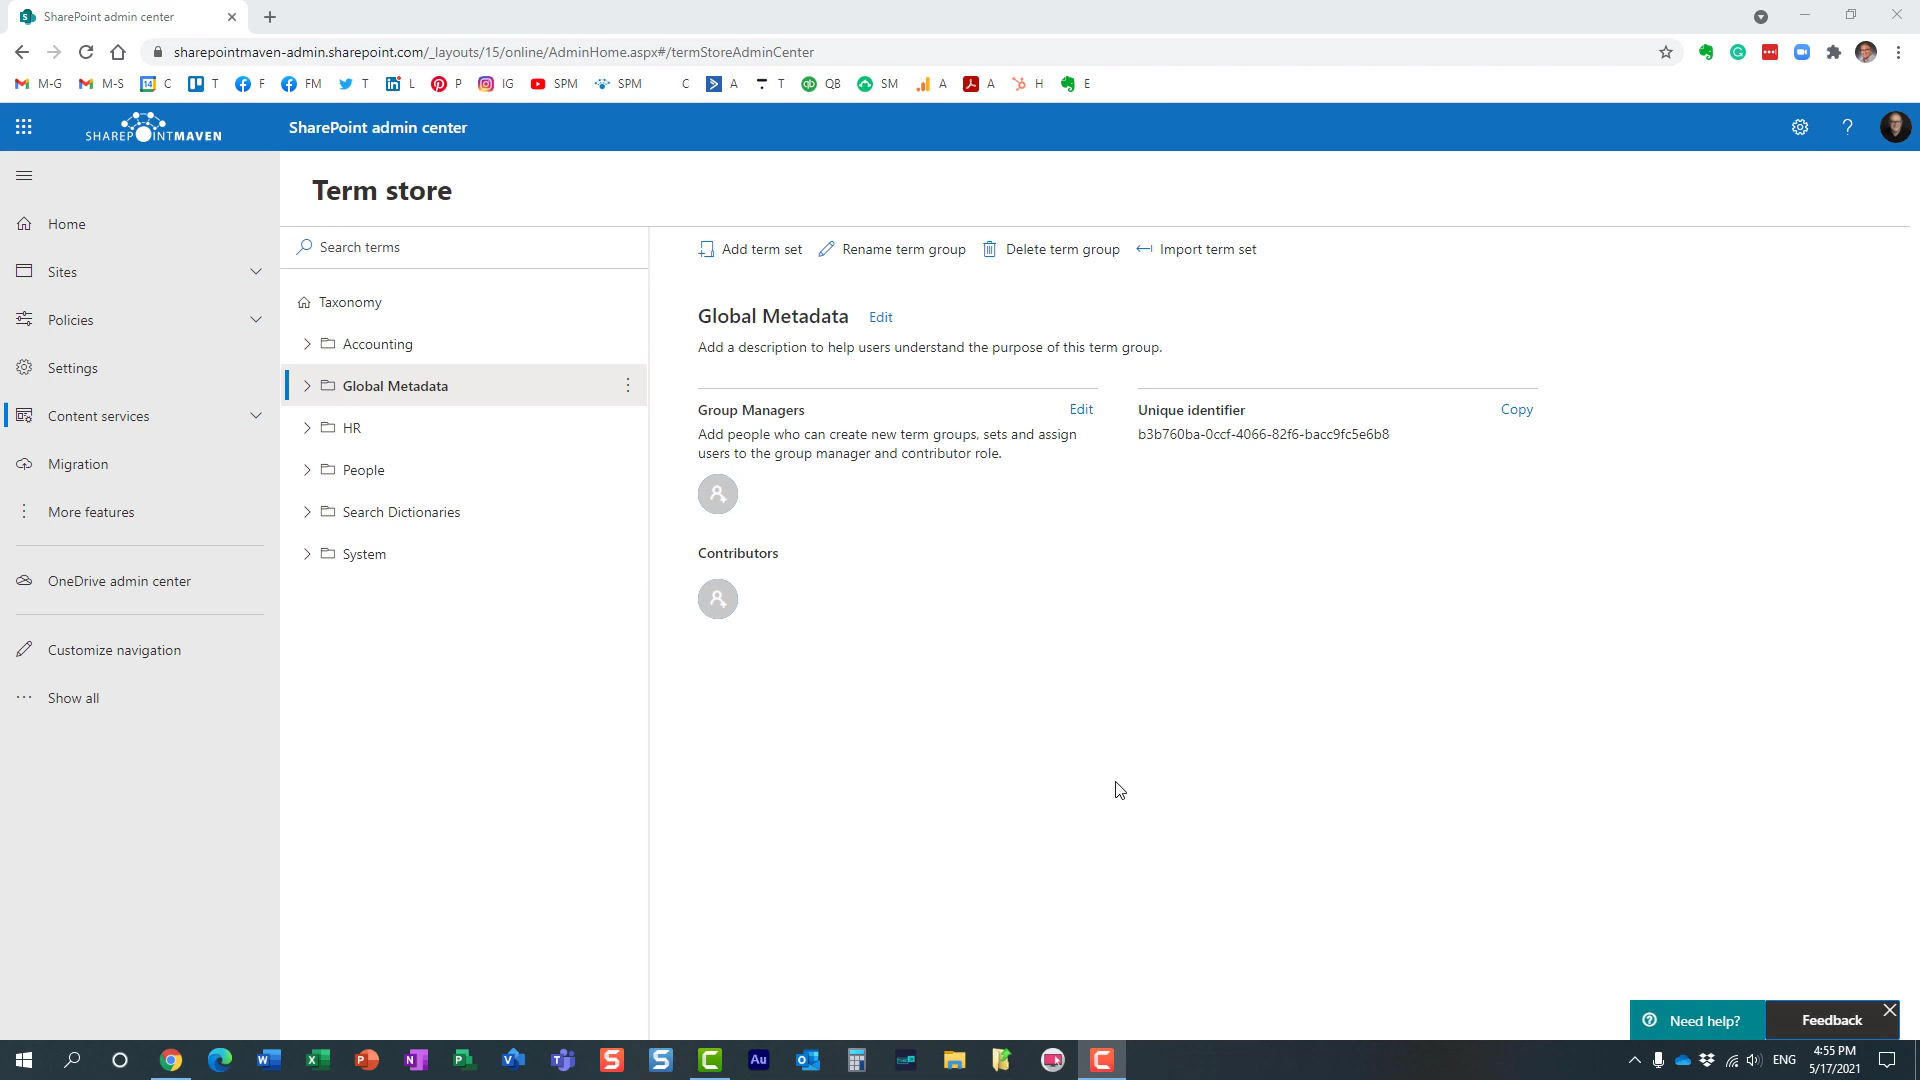 SharePoint admin center
sharepointmaven-admin.sharepoint.com/_layouts/15/online/AdminHome.aspx#/termStoreAdminCenter
M-G M-S C T F FM T L P IG SPM SPM C A T QB SM A A H E
SHAREPOINTMAVEN
SharePoint admin center
Home
Sites
Policies
Settings
Content services
Migration
More features
OneDrive admin center
Customize navigation
Show all
Term store
Search terms
Taxonomy
Accounting
Global Metadata
HR
People
Search Dictionaries
System
Add term set Rename term group Delete term group Import term set
Global Metadata Edit
Add a description to help users understand the purpose of this term group.
Group Managers Edit
Add people who can create new term groups, sets and assign
users to the group manager and contributor role.
Contributors
Unique identifier Copy
b3b760ba-0ccf-4066-82f6-bacc9fc5e6b8
Need help? Feedback
ENG
4:55 PM
5/17/2021